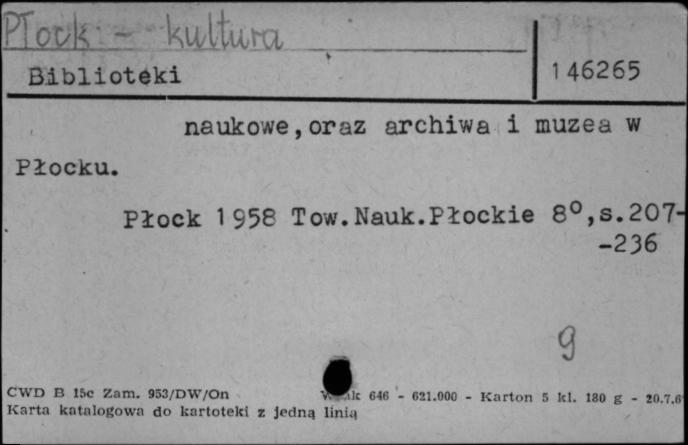 Płock - kultura
Biblioteki
146265
naukowe,oraz archiwa i muzea w
Płocku.
Płock 1958 Tow.Nauk.Płockie 8°,s.207-
-236
9
CWD B 15c Zam. 953/DW/On 646 - 621.000 - Karton 5 kl. 180 g - 20.7.6
Karta katalogowa do kartoteki z jedną linią